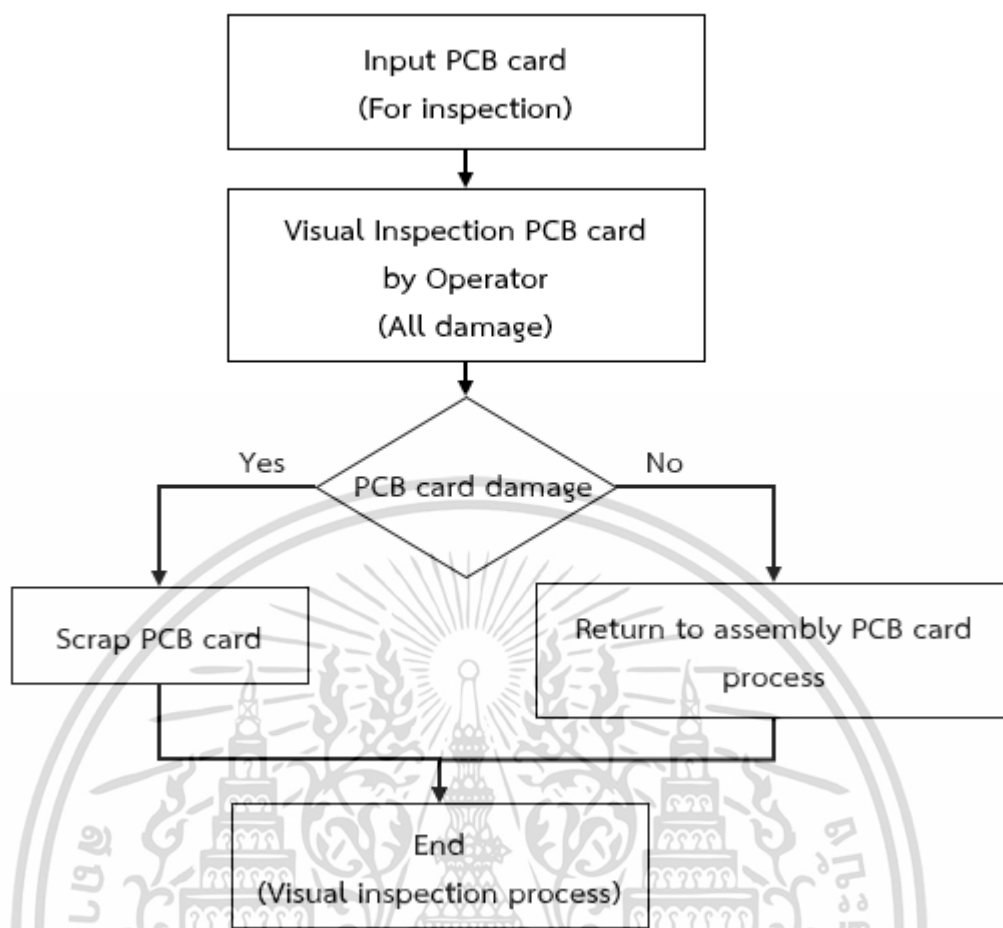 Input PCB card
(For inspection)
Visual Inspection PCB card
by Operator
(All damage)
Yes
No
PCB card damage
Scrap PCB card
Return to assembly PCB card
process
End
(Visual inspection process)